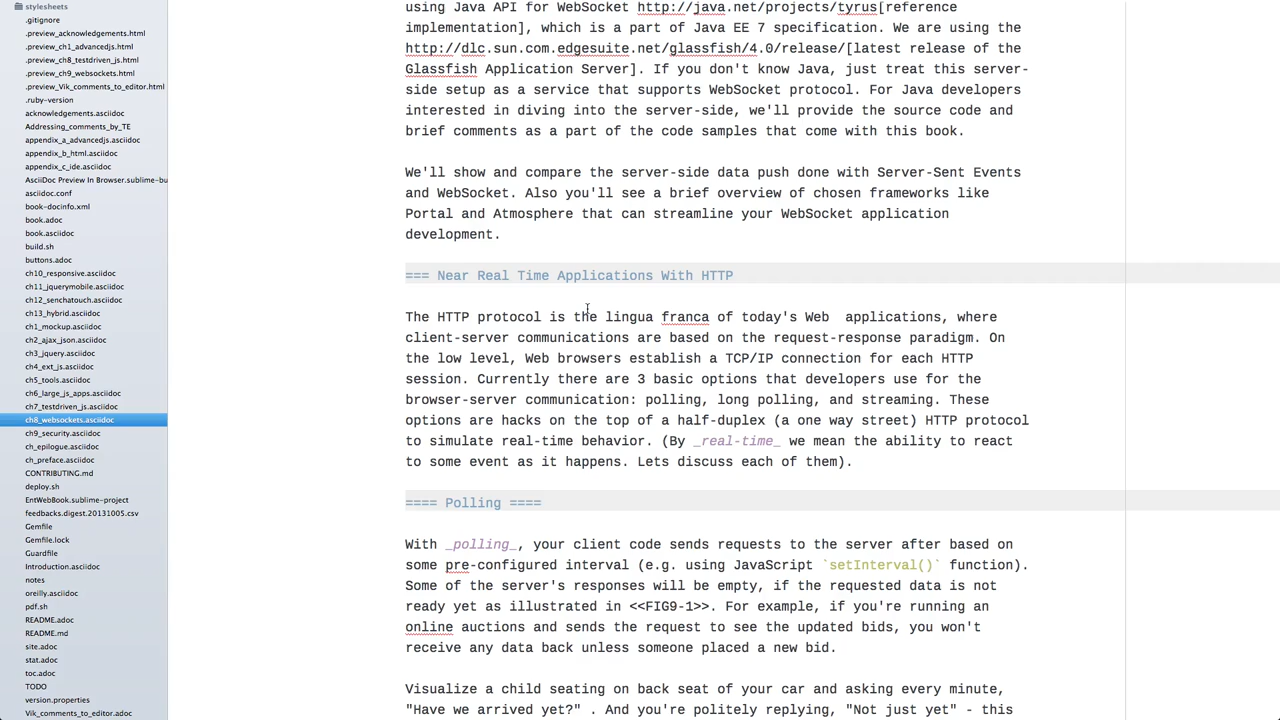 stylesheets
.gitignore
.preview_acknowledgements.html
.preview_ch1_advancedjs.html
.preview_ch8_testdriven_js.html
.preview_ch9_websockets.html
.preview_Vik_comments_to_editor.html
.ruby-version
acknowledgements.asciidoc
Addressing_comments_by_TE
appendix_a_advancedjs.asciidoc
appendix_b_html.asciidoc
appendix_c_ide.asciidoc
AsciiDoc Preview In Browser.sublime-bu
asciidoc.conf
book-docinfo.xml
book.adoc
book.asciidoc
build.sh
buttons.adoc
ch10_responsive.asciidoc
ch11_jquerymobile.asciidoc
ch12_senchatouch.asciidoc
ch13_hybrid.asciidoc
ch1_mockup.asciidoc
ch2_ajax_json.asciidoc
ch3_jquery.asciidoc
ch4_ext_js.asciidoc
ch5_tools.asciidoc
ch6_large_js_apps.asciidoc
ch7_testdriven_js.asciidoc
ch8_websockets.asciidoc
ch9_security.asciidoc
ch_epilogue.asciidoc
ch_preface.asciidoc
CONTRIBUTING.md
deploy.sh
EntWebBook.sublime-project
feedbacks.digest.20131005.csv
Gemfile
Gemfile.lock
Guardfile
Introduction.asciidoc
notes
oreilly.asciidoc
pdf.sh
README.adoc
README.md
site.adoc
stat.adoc
toc.adoc
TODO
version.properties
Vik_comments_to_editor.adoc
using Java API for WebSocket http://java.net/projects/tyrus[reference
implementation], which is a part of Java EE 7 specification. We are using the
http://dlc.sun.com.edgesuite.net/glassfish/4.0/release/[latest release of the
Glassfish Application Server]. If you don't know Java, just treat this server-
side setup as a service that supports WebSocket protocol. For Java developers
interested in diving into the server-side, we'll provide the source code and
brief comments as a part of the code samples that come with this book.
We'll show and compare the server-side data push done with Server-Sent Events
and WebSocket. Also you'll see a brief overview of chosen frameworks like
Portal and Atmosphere that can streamline your WebSocket application
development.
=== Near Real Time Applications With HTTP
The HTTP protocol is the lingua franca of today's Web  applications, where
client-server communications are based on the request-response paradigm. On
the low level, Web browsers establish a TCP/IP connection for each HTTP
session. Currently there are 3 basic options that developers use for the
browser-server communication: polling, long polling, and streaming. These
options are hacks on the top of a half-duplex (a one way street) HTTP protocol
to simulate real-time behavior. (By _real-time_ we mean the ability to react
to some event as it happens. Lets discuss each of them).
==== Polling ====
With _polling_, your client code sends requests to the server after based on
some pre-configured interval (e.g. using JavaScript `setInterval()` function).
Some of the server's responses will be empty, if the requested data is not
ready yet as illustrated in <<FIG9-1>>. For example, if you're running an
online auctions and sends the request to see the updated bids, you won't
receive any data back unless someone placed a new bid.
Visualize a child seating on back seat of your car and asking every minute,
"Have we arrived yet?" . And you're politely replying, "Not just yet" - this